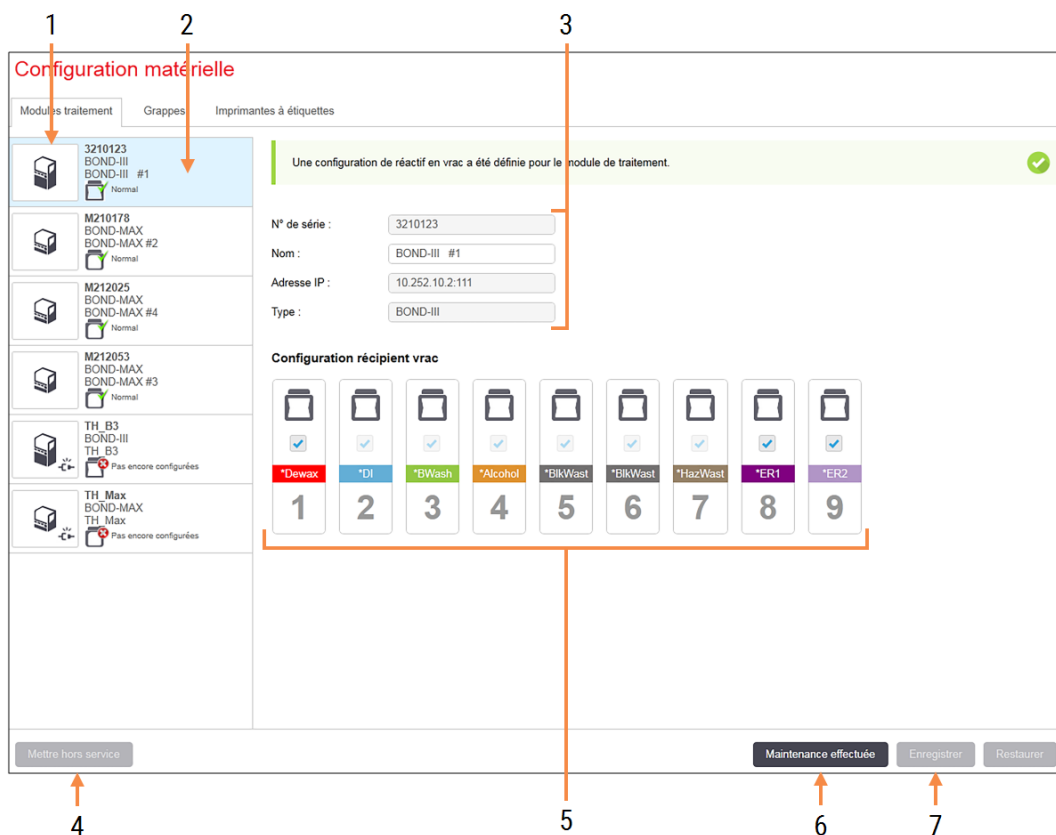 1 2 3
Configuration matérielle
Modules traitement Grappes Imprimantes à étiquettes
3210123
BOND-III
BOND-III #1
Normal
M210178
BOND-MAX
BOND-MAX #2
Normal
M212025
BOND-MAX
BOND-MAX #4
Normal
M212053
BOND-MAX
BOND-MAX #3
Normal
TH_B3
BOND-III
TH_B3
Pas encore configurées
TH_Max
BOND-MAX
TH_Max
Pas encore configurées
Une configuration de réactif en vrac a été définie pour le module de traitement.
N° de série : 3210123
Nom : BOND-III #1
Adresse IP : 10.252.10.2:111
Type : BOND-III
Configuration récipient vrac
*Dewax *DI *BWash *Alcohol *BlkWast *BlkWast *HazWast *ER1 *ER2
1 2 3 4 5 6 7 8 9
Mettre hors service Maintenance effectuée Enregistrer Restaurer
4 5 6 7